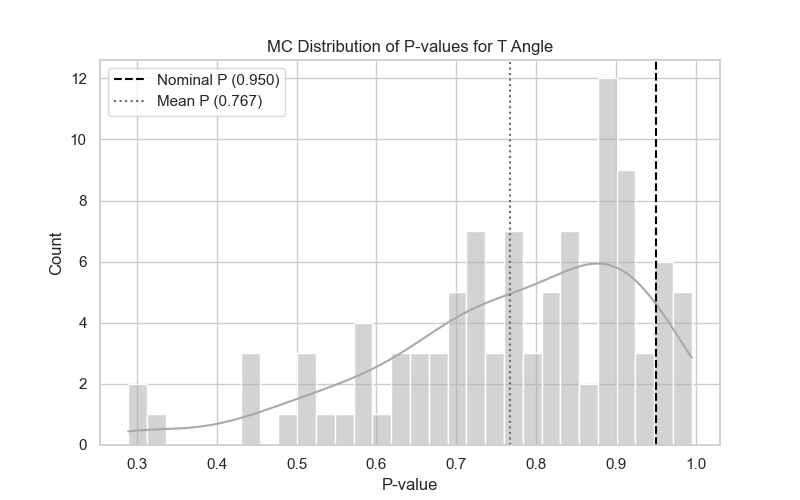 MC Distribution of P-values for T Angle
Nominal P (0.950)
Mean P (0.767)
Count
12
10
8
6
4
2
0
0.3 0.4 0.5 0.6 0.7 0.8 0.9 1.0
P-value